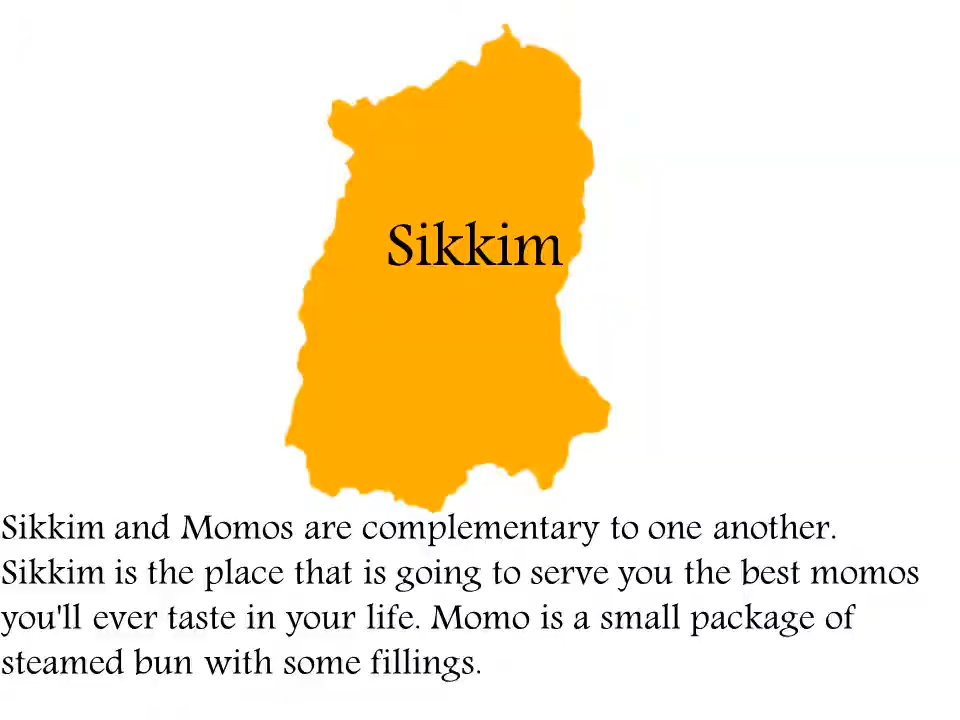 Sikkim
Sikkim and Momos are complementary to one another.
Sikkim is the place that is going to serve you the best momos
you'll ever taste in your life. Momo is a small package of
steamed bun with some fillings.